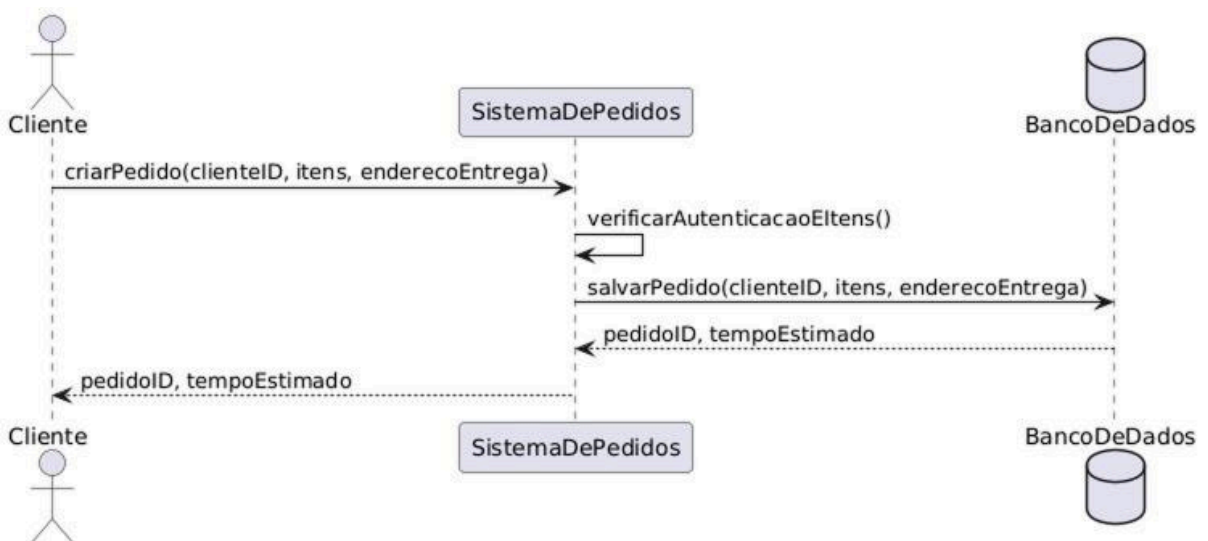 Cliente
SistemaDePedidos
BancoDeDados
criarPedido(clienteID, itens, enderecoEntrega)
verificarAutenticacaoEItens()
salvarPedido(clienteID, itens, enderecoEntrega)
pedidoID, tempoEstimado
pedidoID, tempoEstimado
Cliente
SistemaDePedidos
BancoDeDados